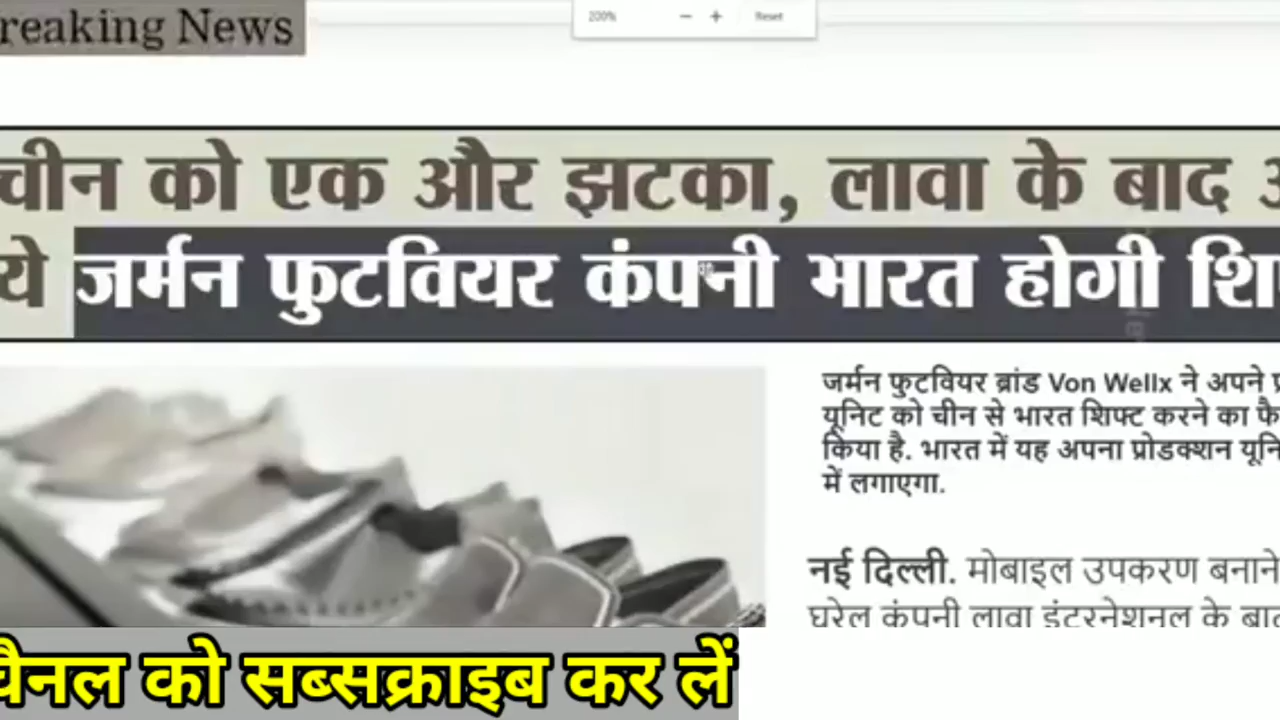 reaking News
200%
Reset
चीन को एक और झटका, लावा के बाद
ये जर्मन फुटवियर कंपनी भारत होगी
जर्मन फुटवियर ब्रांड Von Wellx ने अपने
यूनिट को चीन से भारत शिफ्ट करने का
किया है. भारत में यह अपना प्रोडक्शन
में लगाएगा.
नई दिल्ली. मोबाइल उपकरण बनाने
घरेलू कंपनी लावा इंटरनेशनल के बाद
चैनल को सब्सक्राइब कर लें